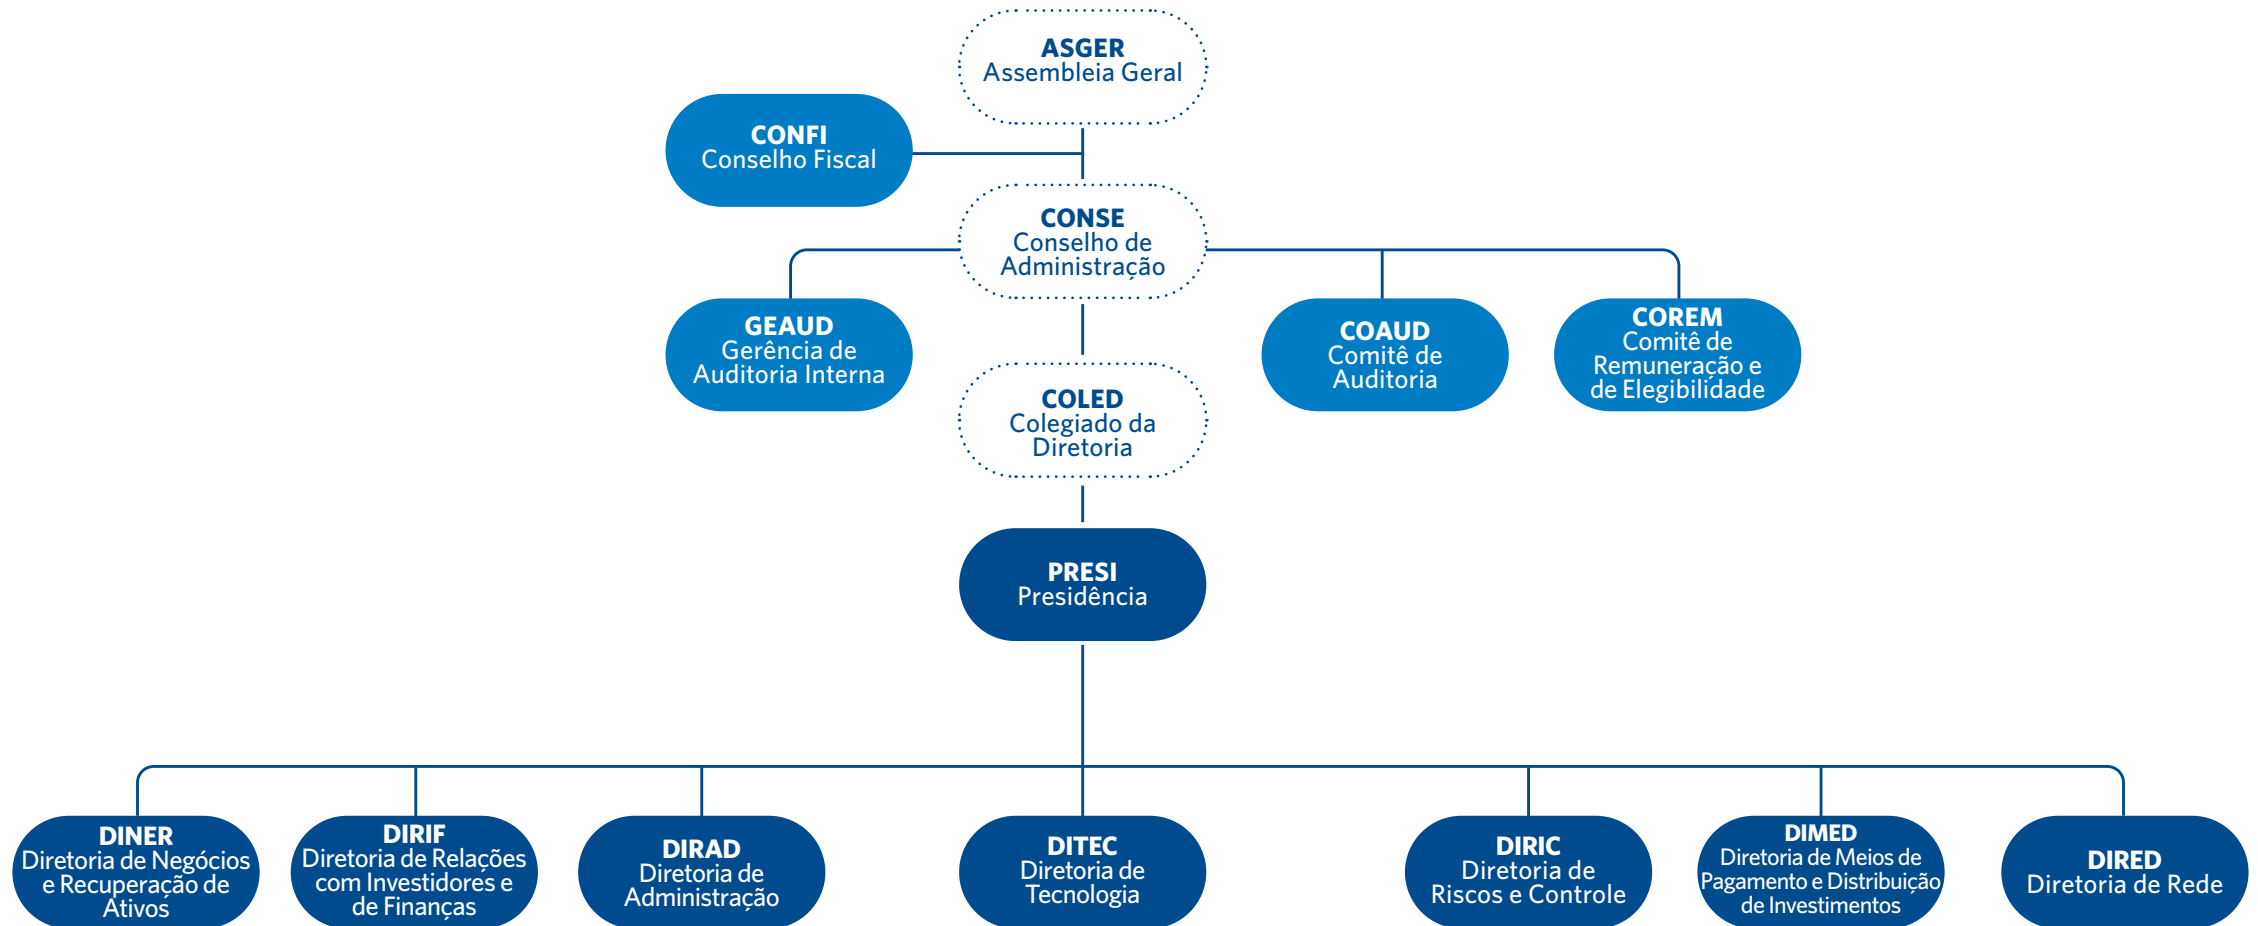 ASGER
Assembleia Geral
CONFI
Conselho Fiscal
CONSE
Conselho de
Administração
GEAUD
Gerência de
Auditoria Interna
COAUD
Comitê de
Auditoria
COREM
Comitê de
Remuneração e
de Elegibilidade
COLED
Colegiado da
Diretoria
PRESI
Presidência
DINER
Diretoria de Negócios
e Recuperação de
Ativos
DIRIF
Diretoria de Relações
com Investidores e
de Finanças
DIRAD
Diretoria de
Administração
DITEC
Diretoria de
Tecnologia
DIRIC
Diretoria de
Riscos e Controle
DIMED
Diretoria de Meios de
Pagamento e Distribuição
de Investimentos
DIRED
Diretoria de Rede